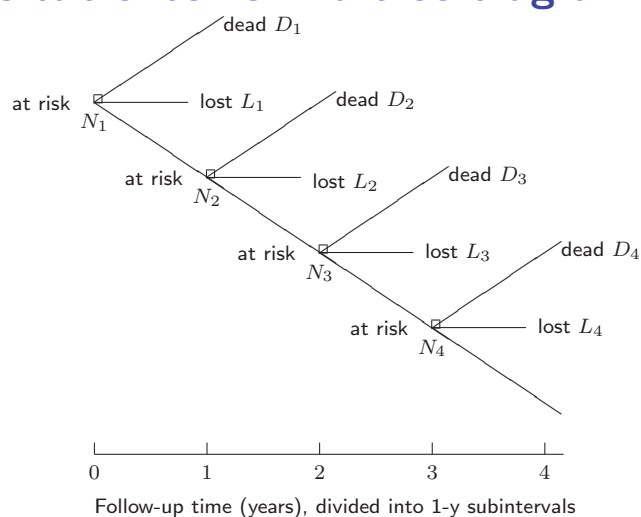 dead D₁
at risk
lost L₁
N₁
dead D₂
at risk
lost L₂
N₂
dead D₃
at risk
lost L₃
N₃
dead D₄
at risk
lost L₄
N₄
0 1 2 3 4
Follow-up time (years), divided into 1-y subintervals